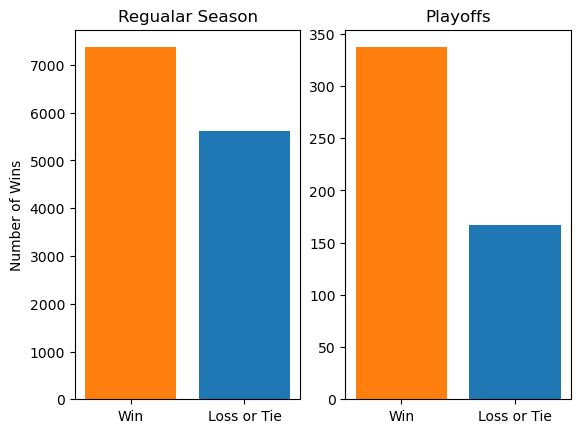 Regualar Season
Number of Wins
7000
6000
5000
4000
3000
2000
1000
0
Win
Loss or Tie
Playoffs
350
300
250
200
150
100
50
0
Win
Loss or Tie